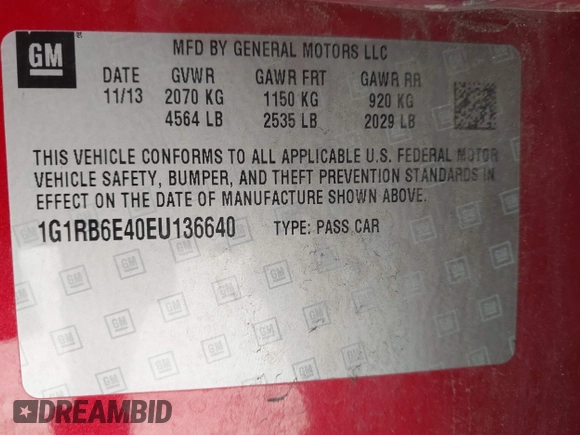 GM
MFD BY GENERAL MOTORS LLC
DATE GVWR GAWR FRT GAWR RR
11/13 2070 KG 1150 KG 920 KG
4564 LB 2535 LB 2029 LB
THIS VEHICLE CONFORMS TO ALL APPLICABLE U.S. FEDERAL MOTOR
VEHICLE SAFETY, BUMPER, AND THEFT PREVENTION STANDARDS IN
EFFECT ON THE DATE OF MANUFACTURE SHOWN ABOVE.
1G1RB6E40EU136640 TYPE: PASS CAR
DREAMBID